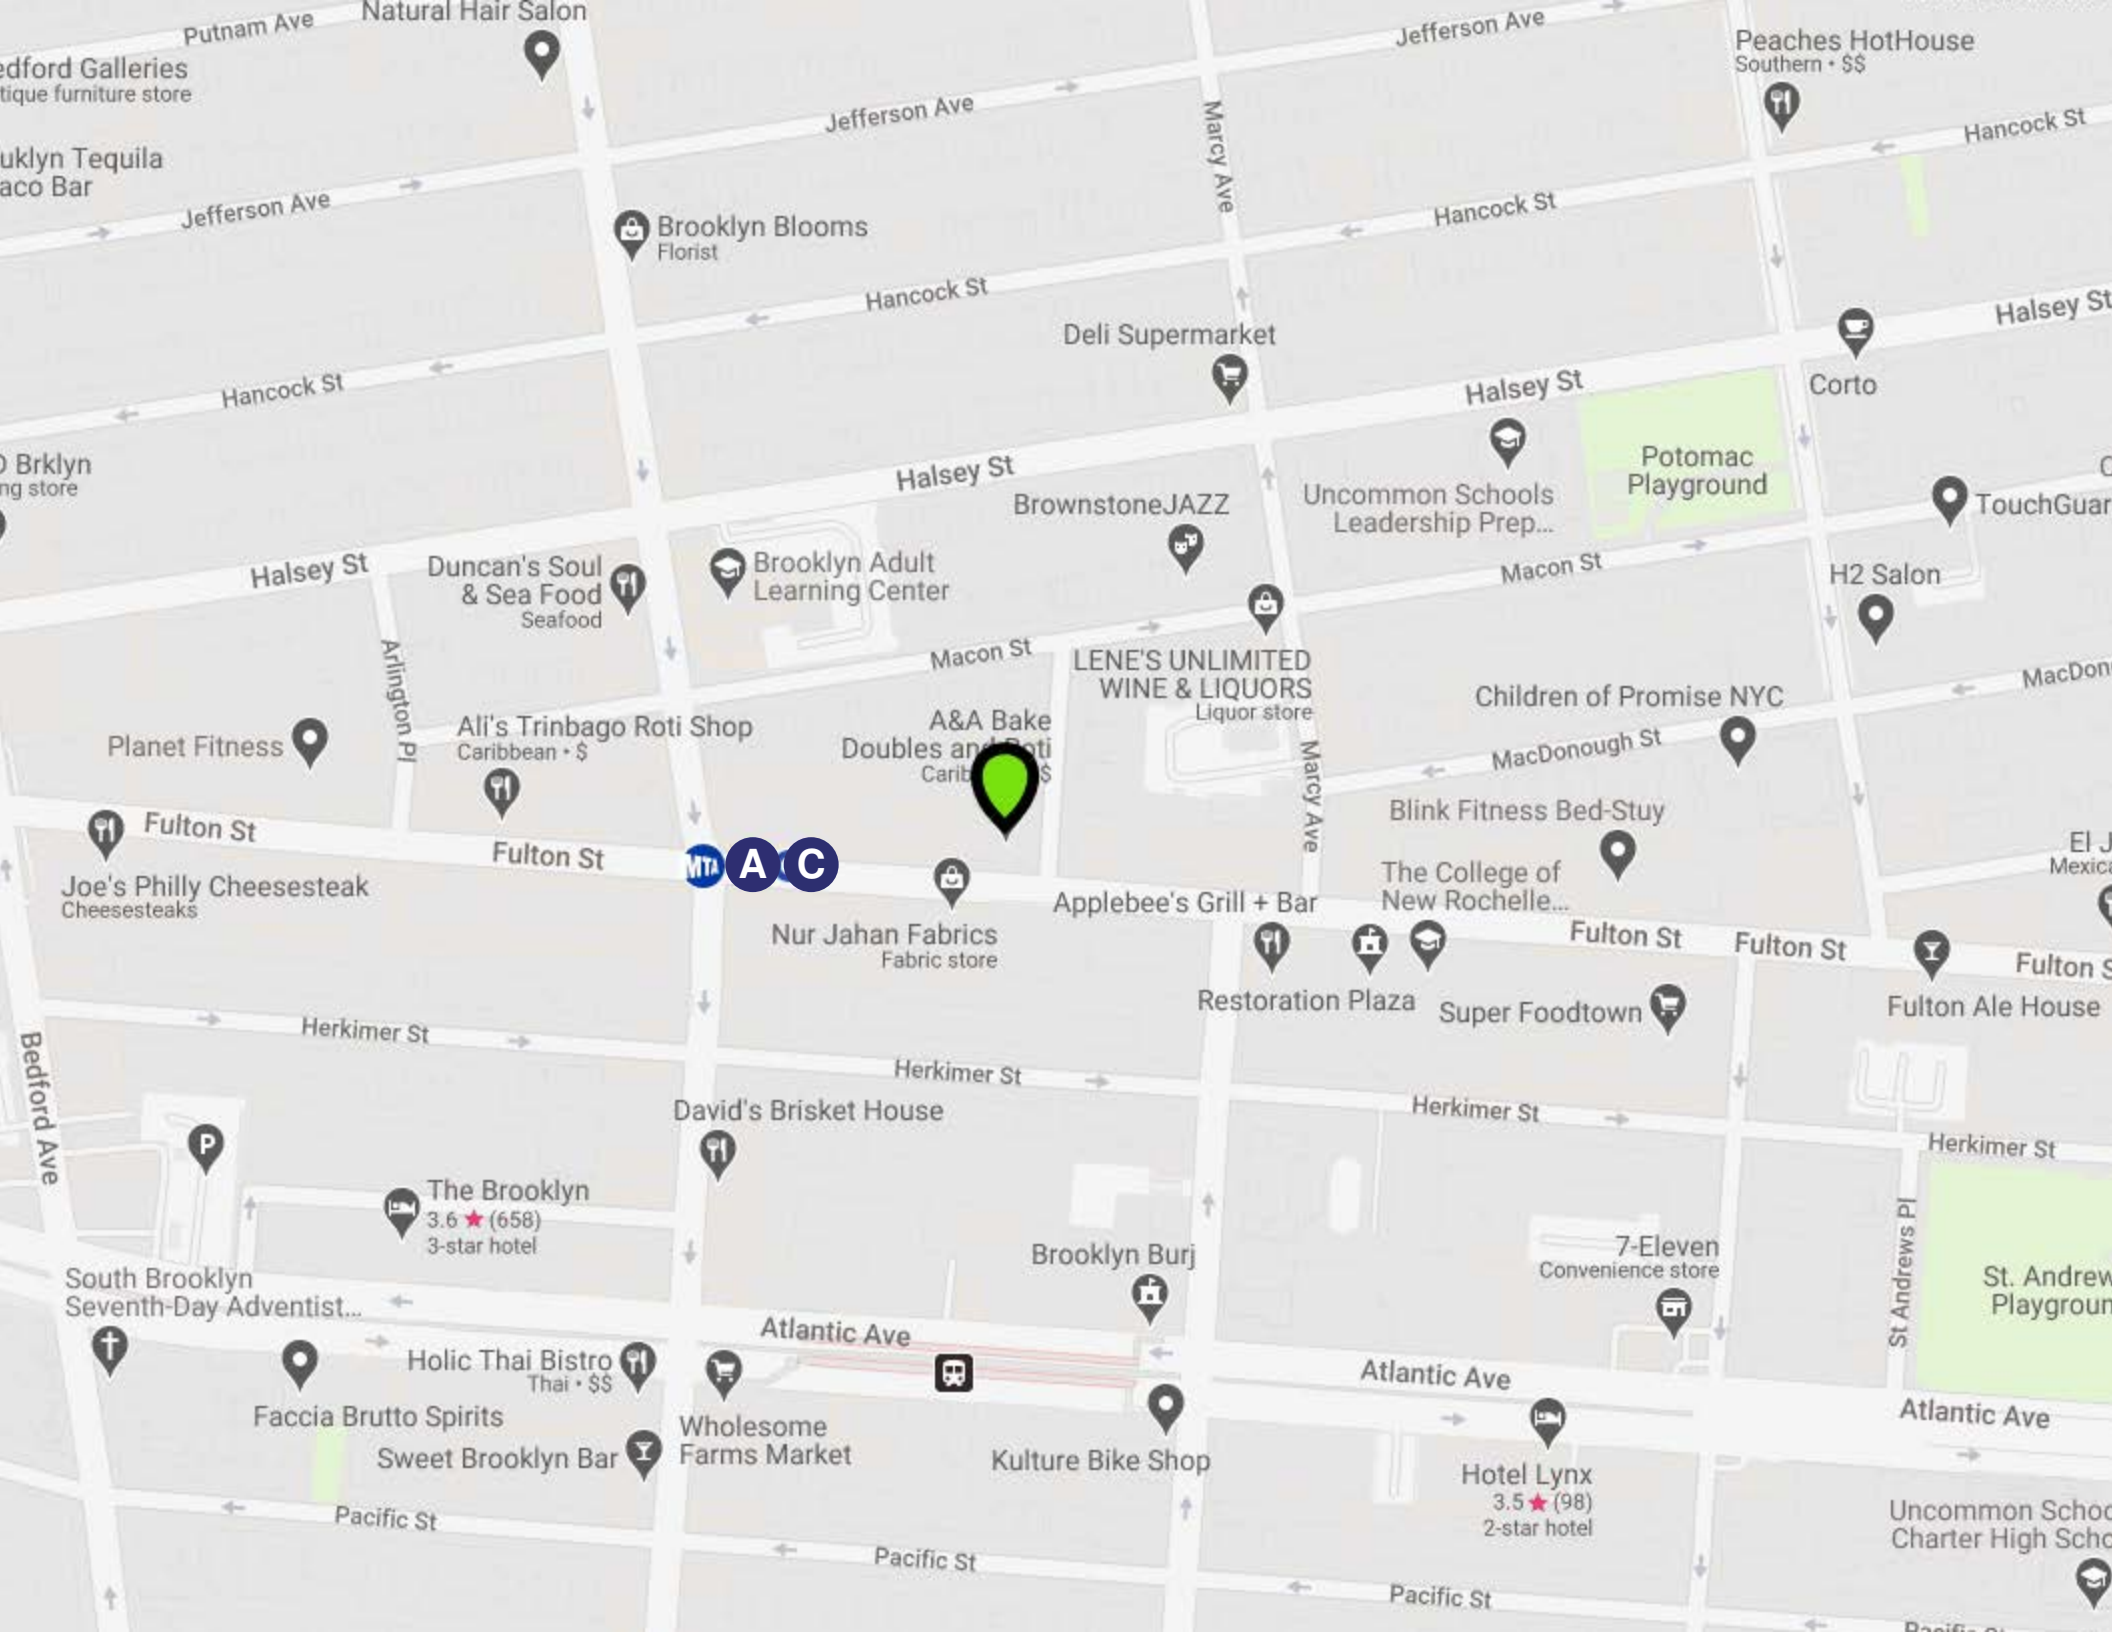 Putnam Ave
Natural Hair Salon
Jefferson Ave
Peaches HotHouse
Southern • $$
edford Galleries
tique furniture store
Jefferson Ave
Marcy Ave
Hancock St
uklyn Tequila
aco Bar
Jefferson Ave
Brooklyn Blooms
Florist
Hancock St
Hancock St
Halsey St
Deli Supermarket
Hancock St
Halsey St
Corto
Brklyn
ng store
Halsey St
Potomac
Playground
BrownstoneJAZZ
Uncommon Schools
Leadership Prep...
TouchGuar
Halsey St
Duncan's Soul
& Sea Food
Seafood
Brooklyn Adult
Learning Center
Macon St
H2 Salon
Macon St
Arlington Pl
LENE'S UNLIMITED
WINE & LIQUORS
Liquor store
Children of Promise NYC
MacDon
Planet Fitness
Ali's Trinbago Roti Shop
Caribbean • $
A&A Bake
Doubles and Roti
Carib $
MacDonough St
Marcy Ave
Blink Fitness Bed-Stuy
Fulton St
Fulton St
MTA A C
El J
Mexica
Joe's Philly Cheesesteak
Cheesesteaks
Applebee's Grill + Bar
The College of
New Rochelle...
Nur Jahan Fabrics
Fabric store
Fulton St
Fulton St
Fulton S
Restoration Plaza
Super Foodtown
Fulton Ale House
Bedford Ave
Herkimer St
Herkimer St
Herkimer St
Herkimer St
David's Brisket House
P
The Brooklyn
3.6 ★ (658)
3-star hotel
Brooklyn Burj
7-Eleven
Convenience store
St Andrews Pl
St. Andrew
Playgroun
South Brooklyn
Seventh-Day Adventist...
Atlantic Ave
Holic Thai Bistro
Thai • $$
Atlantic Ave
Atlantic Ave
Faccia Brutto Spirits
Wholesome
Farms Market
Sweet Brooklyn Bar
Kulture Bike Shop
Hotel Lynx
3.5 ★ (98)
2-star hotel
Uncommon Schoo
Charter High Scho
Pacific St
Pacific St
Pacific St